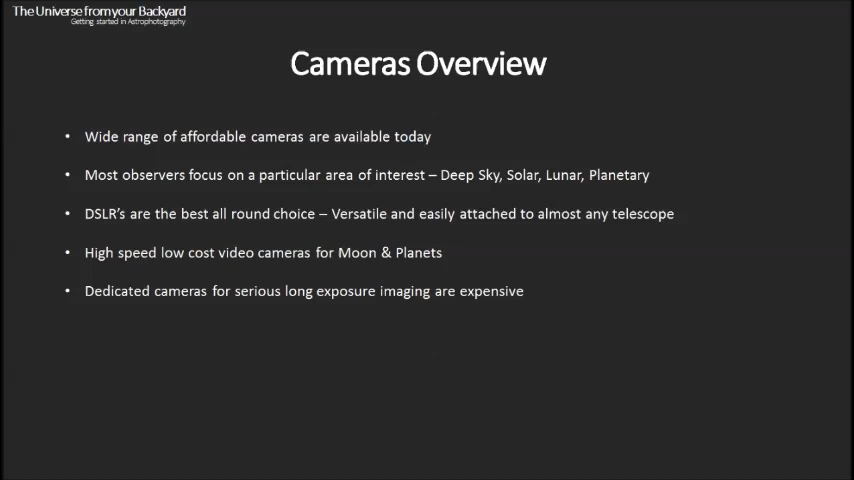 The Universe from your Backyard
Getting started in Astrophotography
Cameras Overview
• Wide range of affordable cameras are available today
• Most observers focus on a particular area of interest – Deep Sky, Solar, Lunar, Planetary
• DSLR's are the best all round choice – Versatile and easily attached to almost any telescope
• High speed low cost video cameras for Moon & Planets
• Dedicated cameras for serious long exposure imaging are expensive